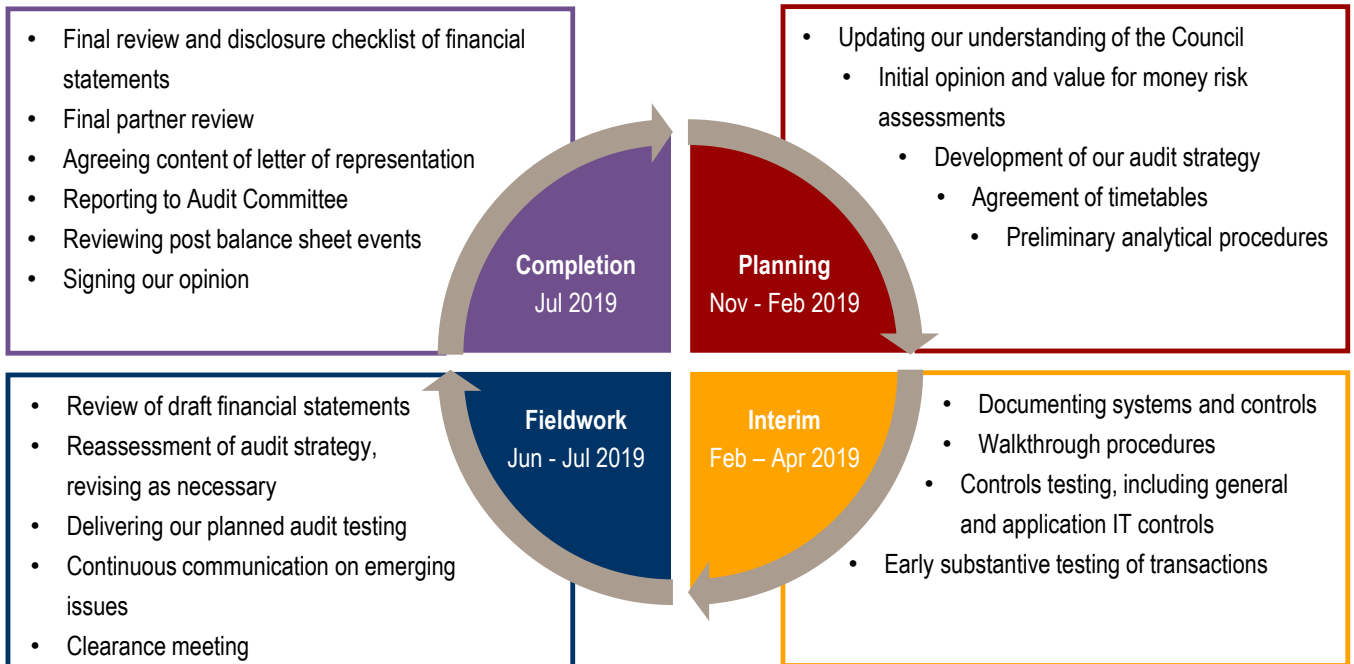 • Final review and disclosure checklist of financial
statements
• Final partner review
• Agreeing content of letter of representation
• Reporting to Audit Committee
• Reviewing post balance sheet events
• Signing our opinion
Completion
Jul 2019
• Updating our understanding of the Council
• Initial opinion and value for money risk
assessments
• Development of our audit strategy
• Agreement of timetables
• Preliminary analytical procedures
Planning
Nov - Feb 2019
• Review of draft financial statements
• Reassessment of audit strategy,
revising as necessary
• Delivering our planned audit testing
• Continuous communication on emerging
issues
• Clearance meeting
Fieldwork
Jun - Jul 2019
Interim
Feb – Apr 2019
• Documenting systems and controls
• Walkthrough procedures
• Controls testing, including general
and application IT controls
• Early substantive testing of transactions